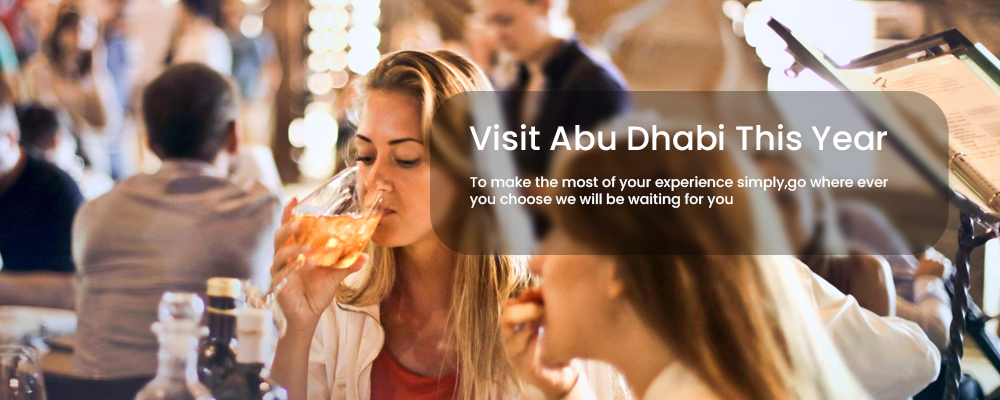 Visit Abu Dhabi This Year
To make the most of your experience simply,go where ever
you choose we will be waiting for you